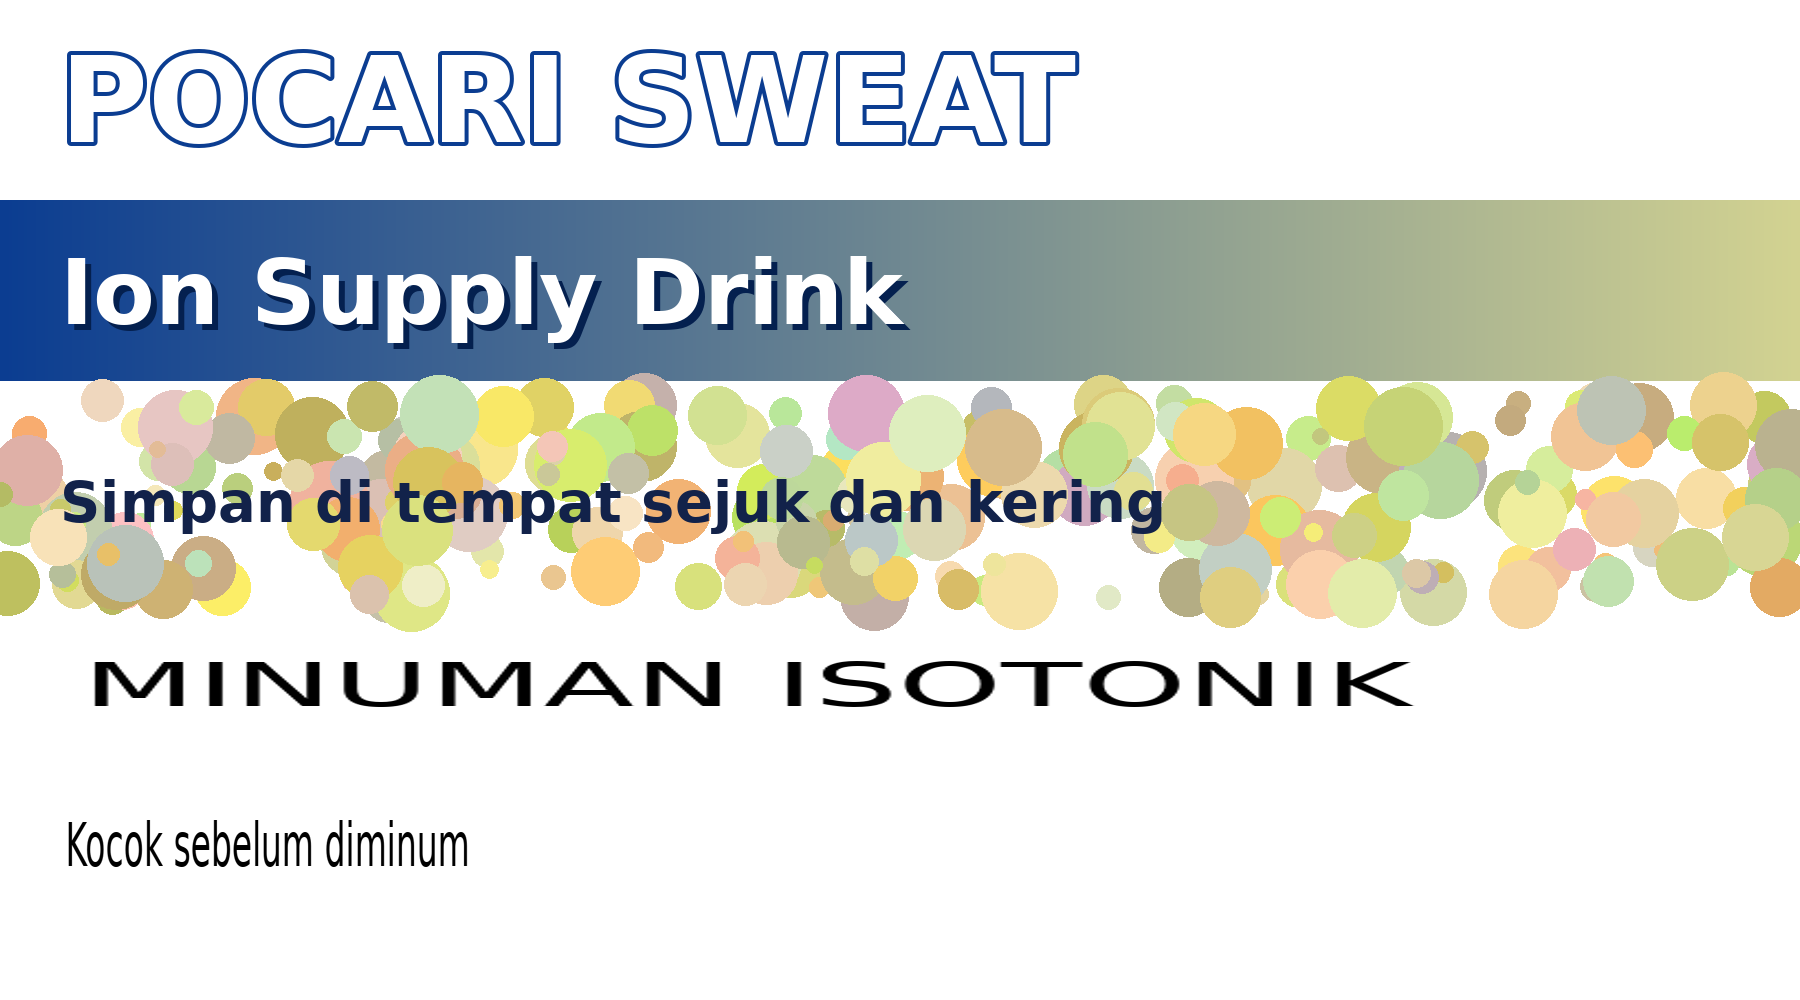 POCARI SWEAT
Ion Supply Drink
Simpan di tempat sejuk dan kering
MINUMAN ISOTONIK
Kocok sebelum diminum